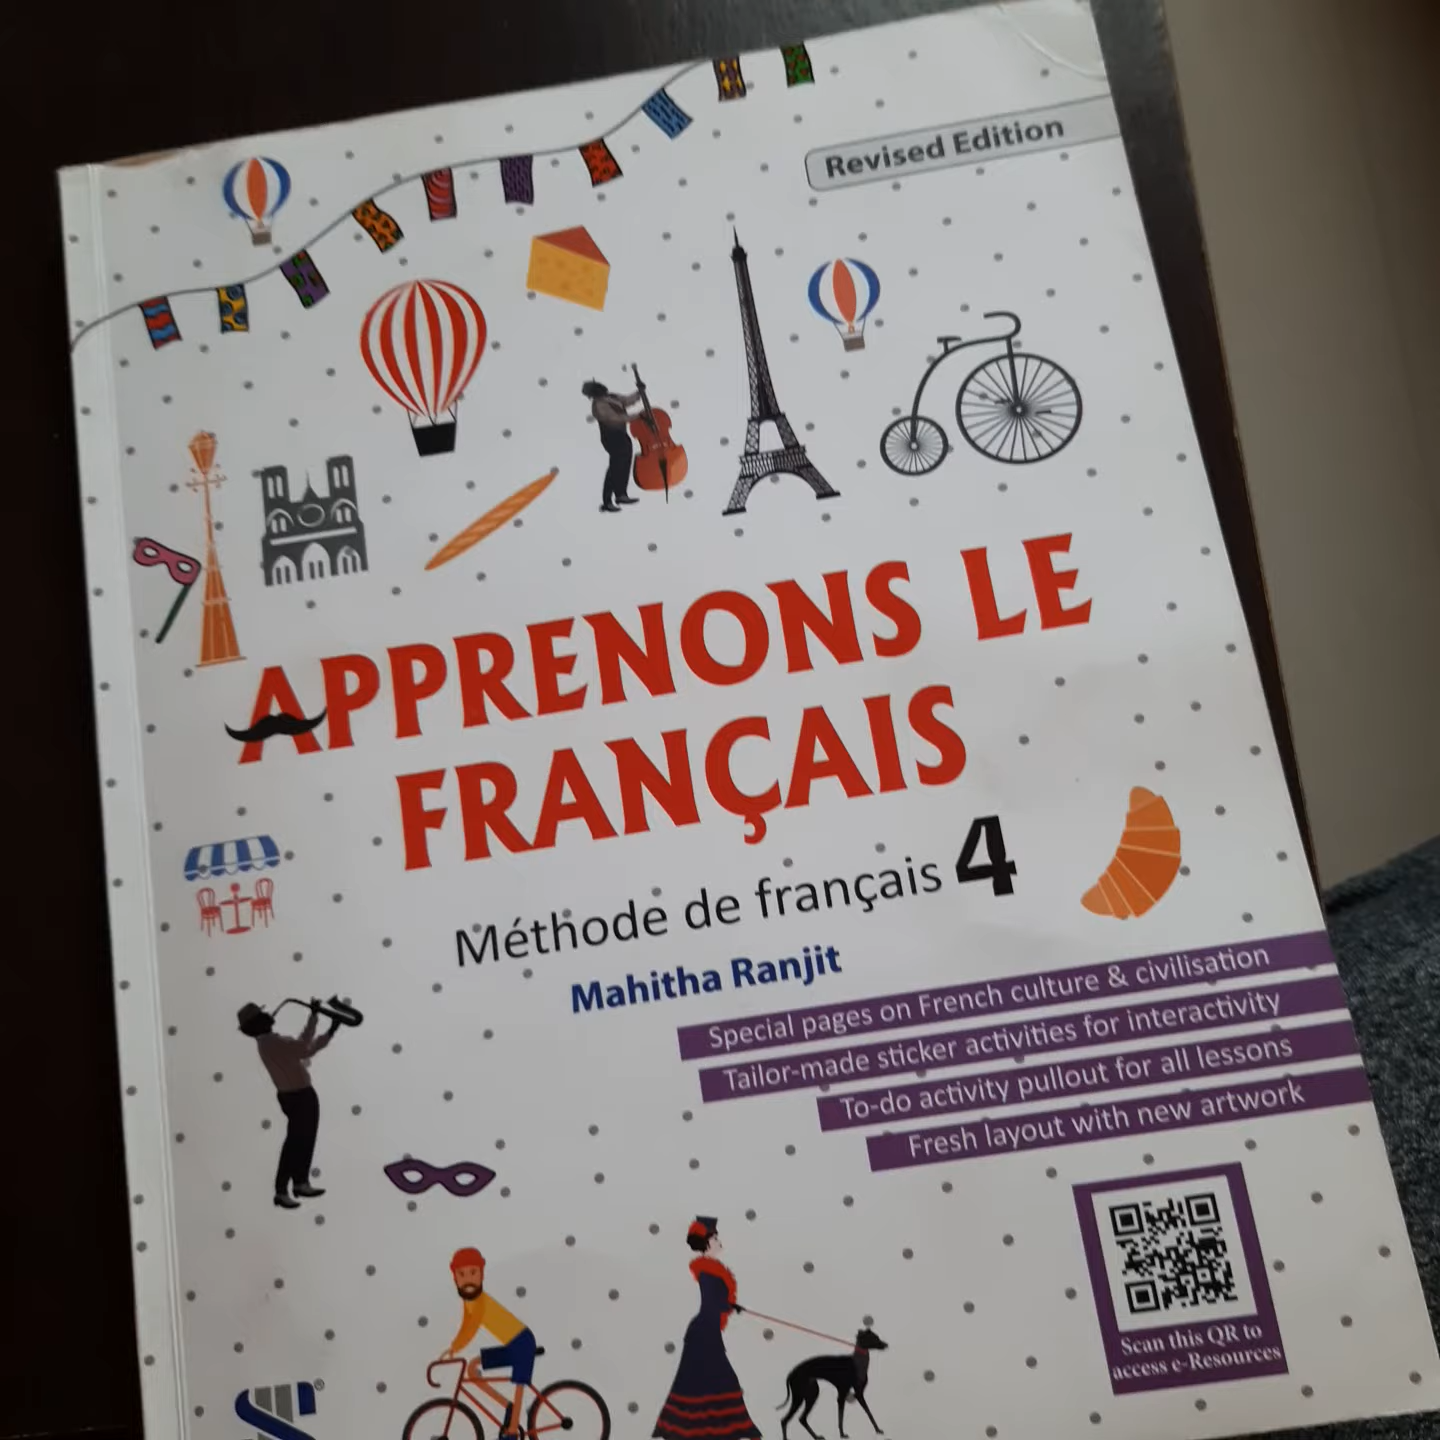 Revised Edition
APPRENONS LE
FRANÇAIS
Méthode de français 4
Mahitha Ranjit
Special pages on French culture & civilisation
Tailor-made sticker activities for interactivity
To-do activity pullout for all lessons
Fresh layout with new artwork
Scan this QR to
access e-Resources
®